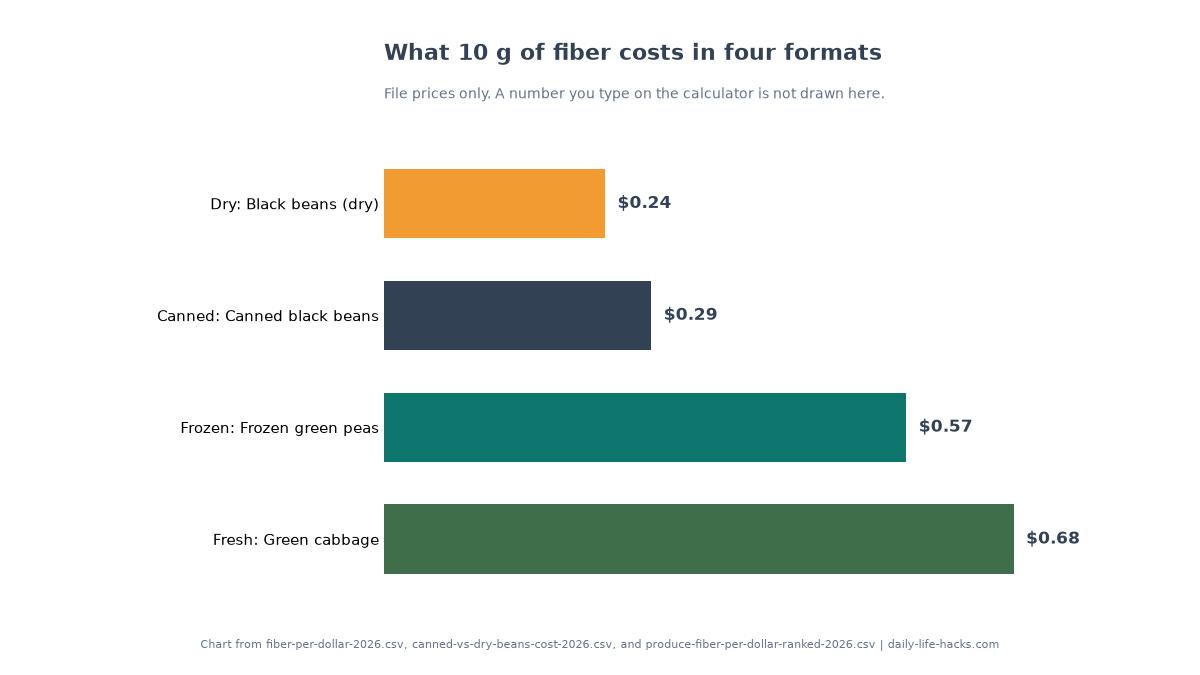 What 10 g of fiber costs in four formats
File prices only. A number you type on the calculator is not drawn here.
Dry: Black beans (dry) $0.24
Canned: Canned black beans $0.29
Frozen: Frozen green peas $0.57
Fresh: Green cabbage $0.68
Chart from fiber-per-dollar-2026.csv, canned-vs-dry-beans-cost-2026.csv, and produce-fiber-per-dollar-ranked-2026.csv | daily-life-hacks.com